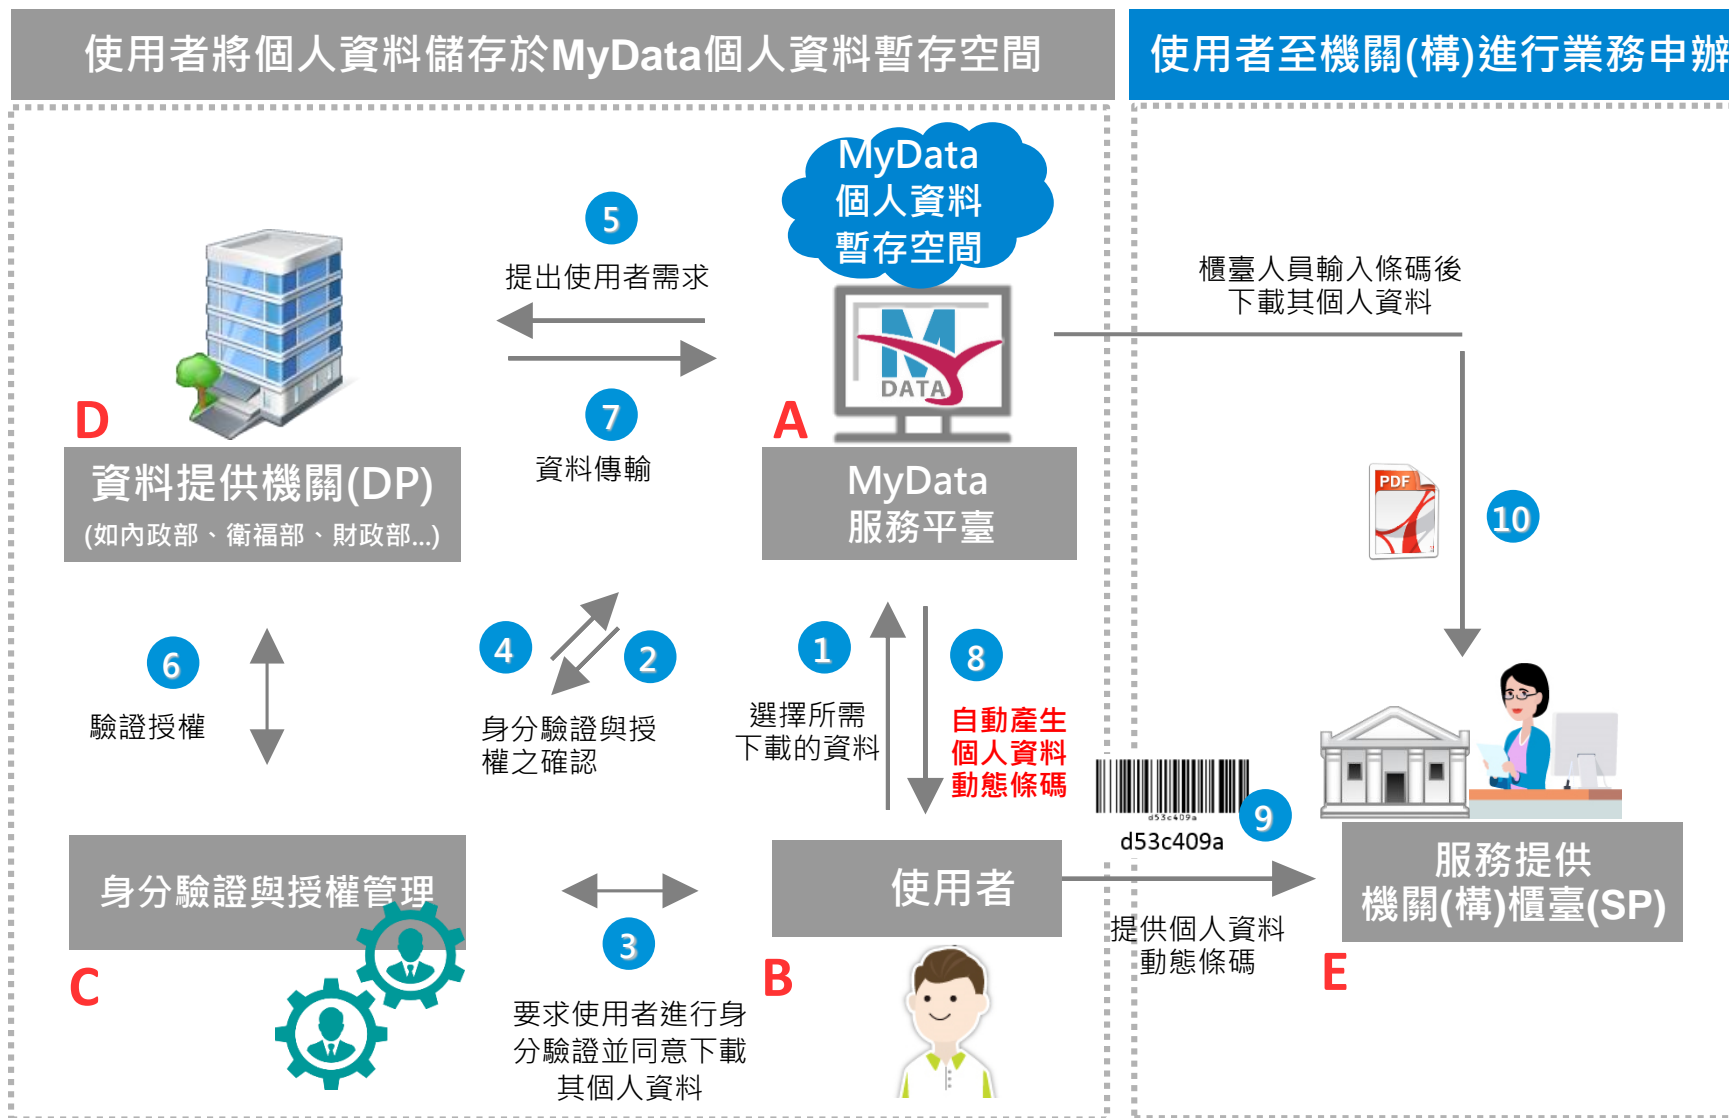 使用者將個人資料儲存於MyData個人資料暫存空間
使用者至機關(構)進行業務申辦
MyData
個人資料
暫存空間
5
提出使用者需求
櫃臺人員輸入條碼後
下載其個人資料
M
DATA
D
7
資料傳輸
A
資料提供機關(DP)
(如內政部、衛福部、財政部...)
MyData
服務平臺
PDF
10
6
驗證授權
4
2
身分驗證與授
權之確認
1
選擇所需
下載的資料
8
自動產生
個人資料
動態條碼
d53c409a
d53c409a
9
身分驗證與授權管理
C
3
要求使用者進行身
分驗證並同意下載
其個人資料
使用者
B
提供個人資料
動態條碼
服務提供
機關(構)櫃臺(SP)
E